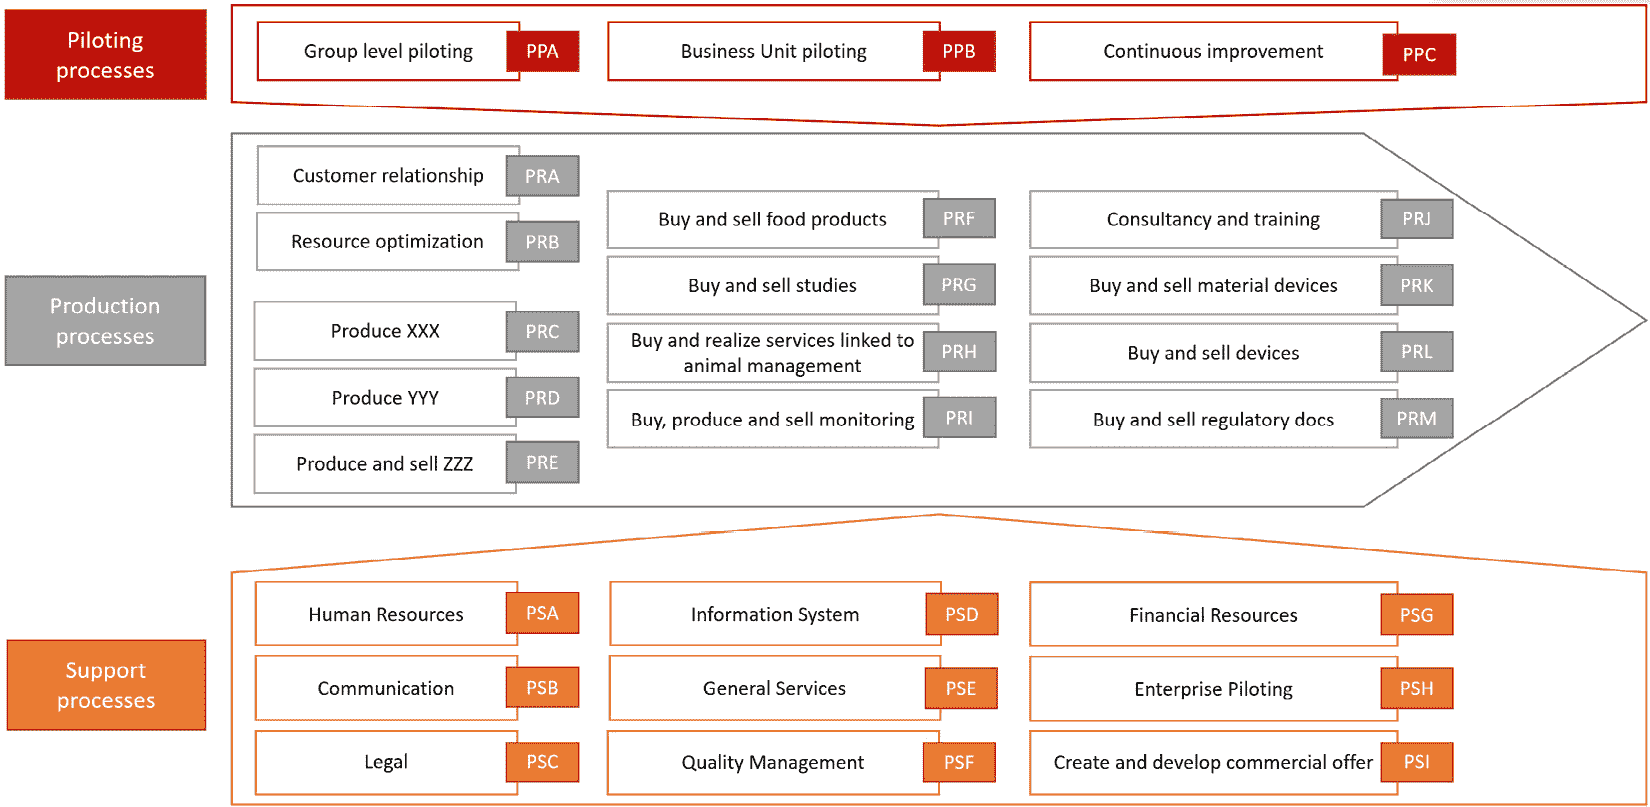 Piloting
processes
Group level piloting
PPA
Business Unit piloting
PPB
Continuous improvement
PPC
Production
processes
Customer relationship
PRA
Resource optimization
PRB
Produce XXX
PRC
Produce YYY
PRD
Produce and sell ZZZ
PRE
Buy and sell food products
PRF
Buy and sell studies
PRG
Buy and realize services linked to
animal management
PRH
Buy, produce and sell monitoring
PRI
Consultancy and training
PRJ
Buy and sell material devices
PRK
Buy and sell devices
PRL
Buy and sell regulatory docs
PRM
Support
processes
Human Resources
PSA
Communication
PSB
Legal
PSC
Information System
PSD
General Services
PSE
Quality Management
PSF
Financial Resources
PSG
Enterprise Piloting
PSH
Create and develop commercial offer
PSI